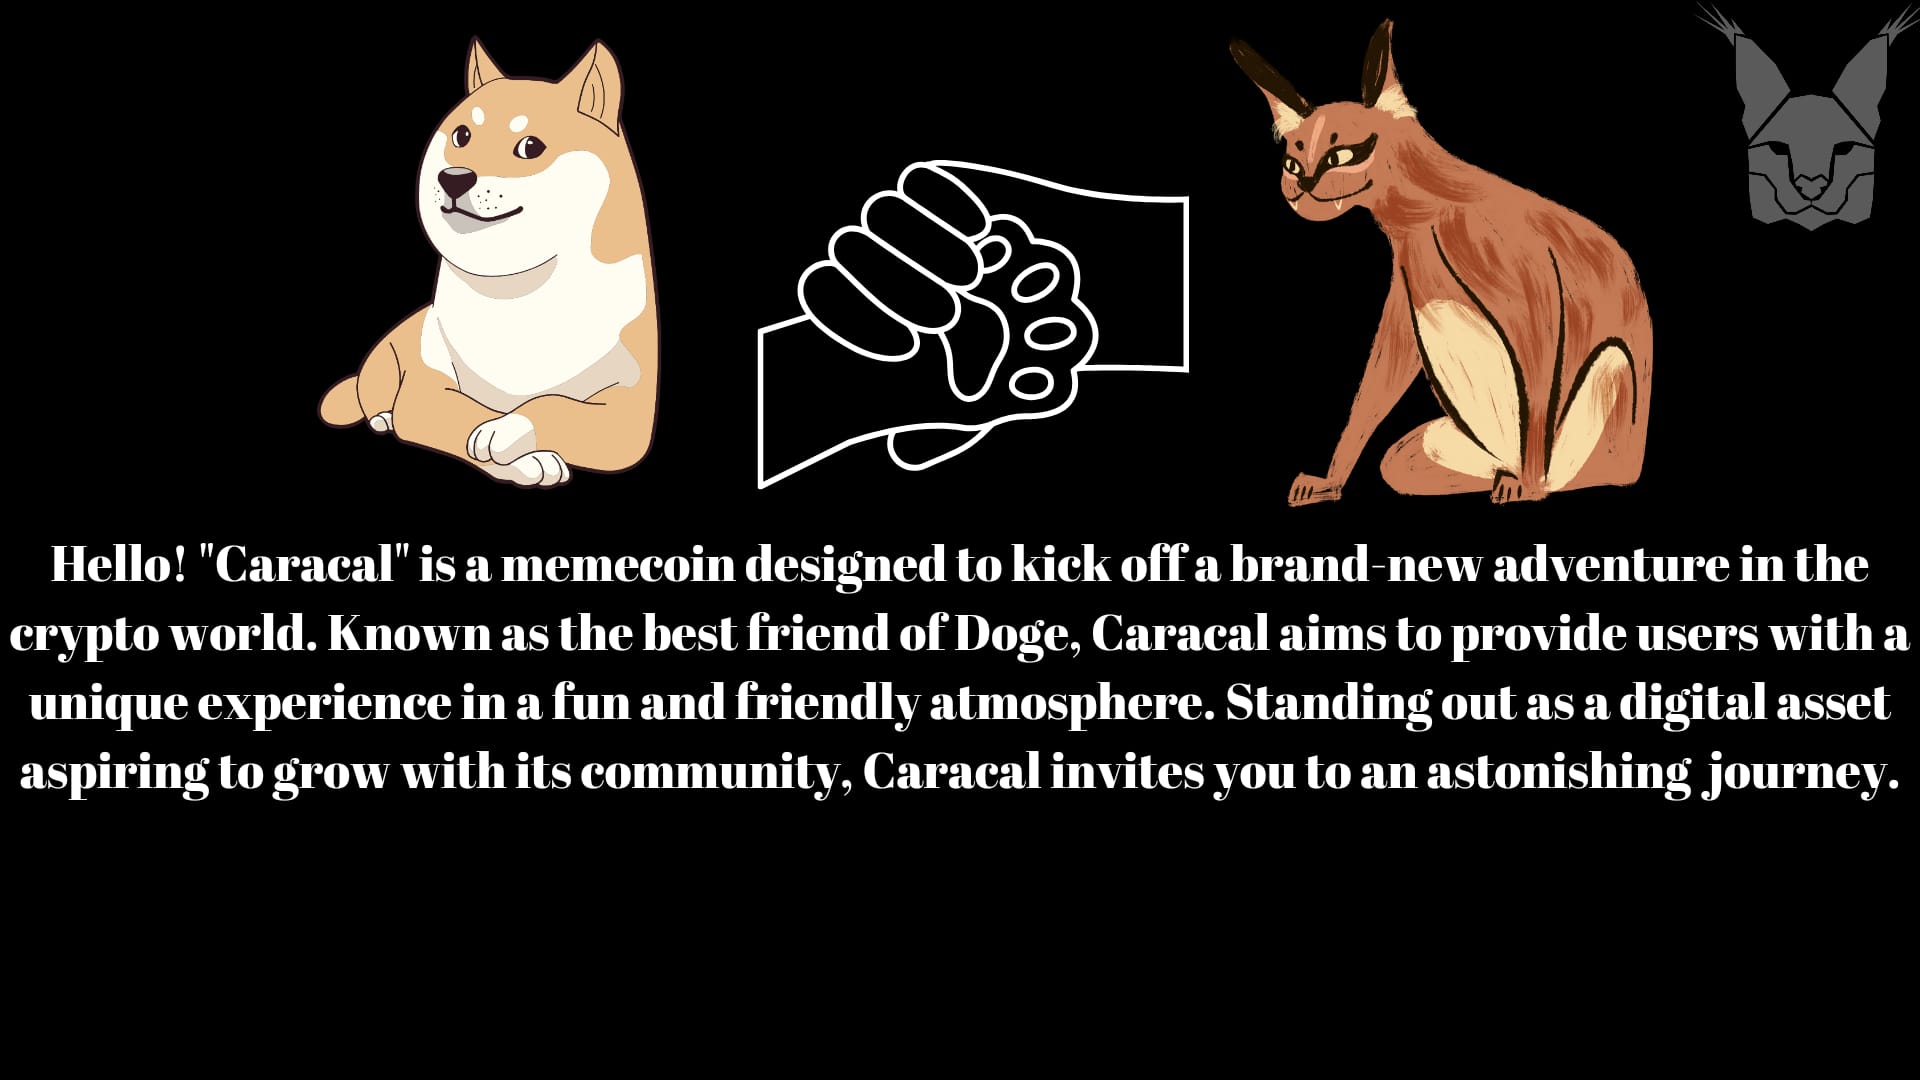 Hello! "Caracal" is a memecoin designed to kick off a brand-new adventure in the
crypto world. Known as the best friend of Doge, Caracal aims to provide users with a
unique experience in a fun and friendly atmosphere. Standing out as a digital asset
aspiring to grow with its community, Caracal invites you to an astonishing journey.